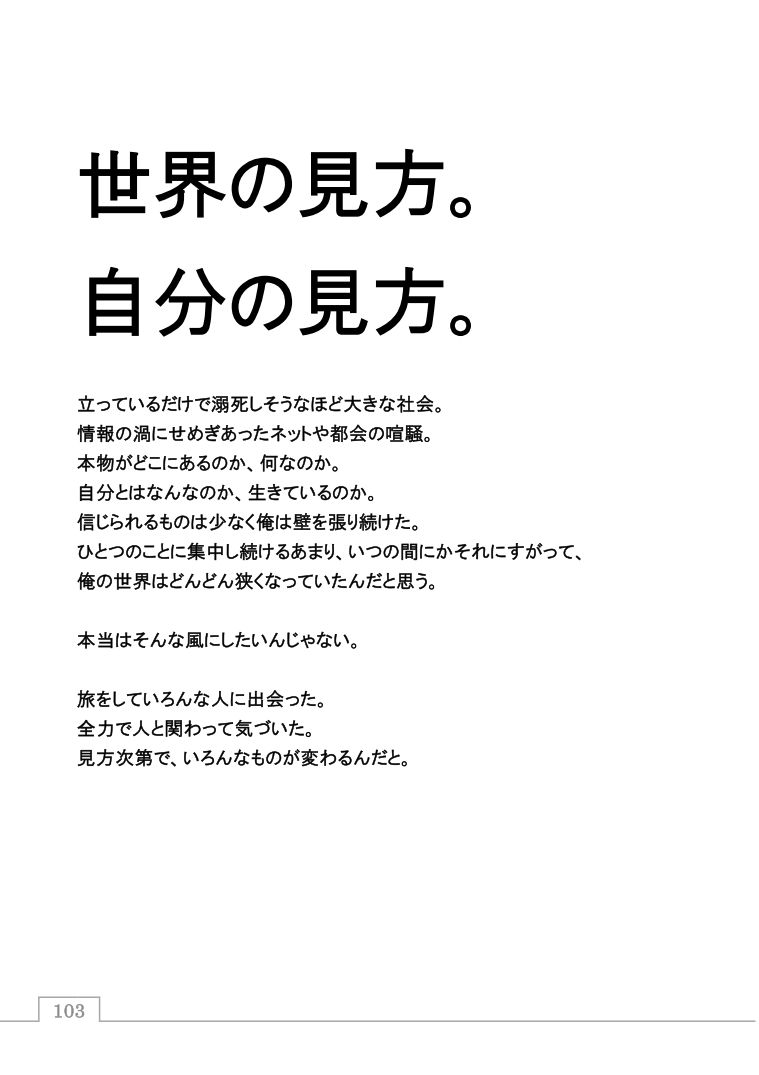 世界の見方。
自分の見方。
立っているだけで溺死しそうなほど大きな社会。
情報の渦にせめぎあったネットや都会の喧騒。
本物がどこにあるのか、何なのか。
自分とはなんなのか、生きているのか。
信じられるものは少なく俺は壁を張り続けた。
ひとつのことに集中し続けるあまり、いつの間にかそれにすがって、
俺の世界はどんどん狭くなっていたんだと思う。
本当はそんな風にしたいんじゃない。
旅をしていろんな人に出会った。
全力で人と関わって気づいた。
見方次第で、いろんなものが変わるんだと。
103